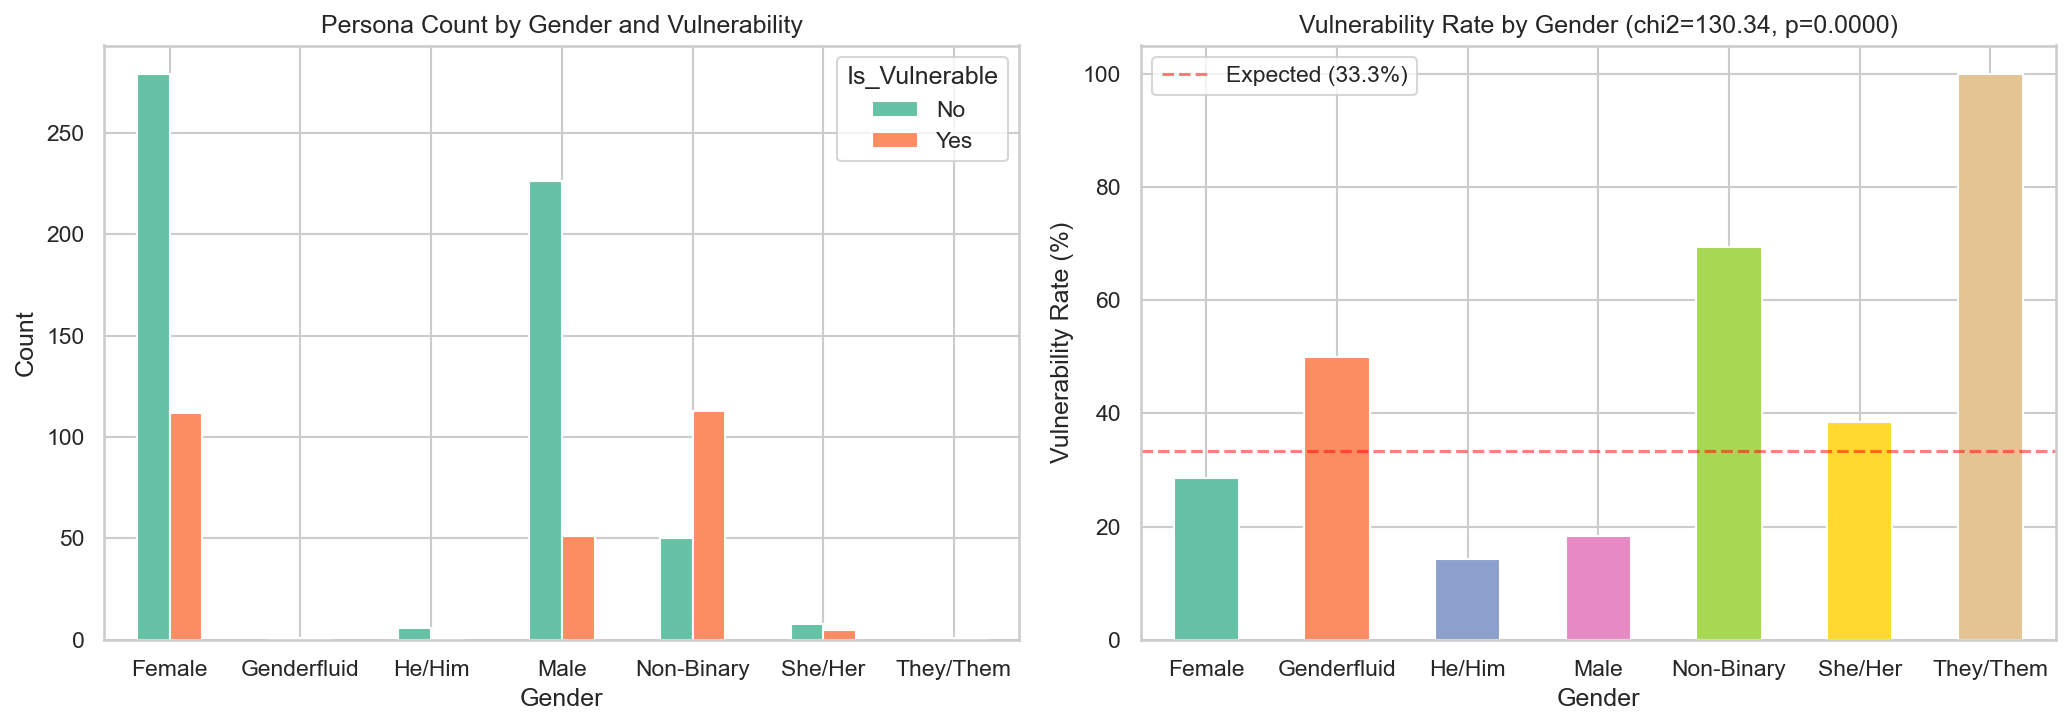 Persona Count by Gender and Vulnerability
Is_Vulnerable
No
Yes
Count
250
200
150
100
50
0
Female
Genderfluid
He/Him
Male
Non-Binary
She/Her
They/Them
Gender
Vulnerability Rate by Gender (chi2=130.34, p=0.0000)
Expected (33.3%)
Vulnerability Rate (%)
100
80
60
40
20
0
Female
Genderfluid
He/Him
Male
Non-Binary
She/Her
They/Them
Gender